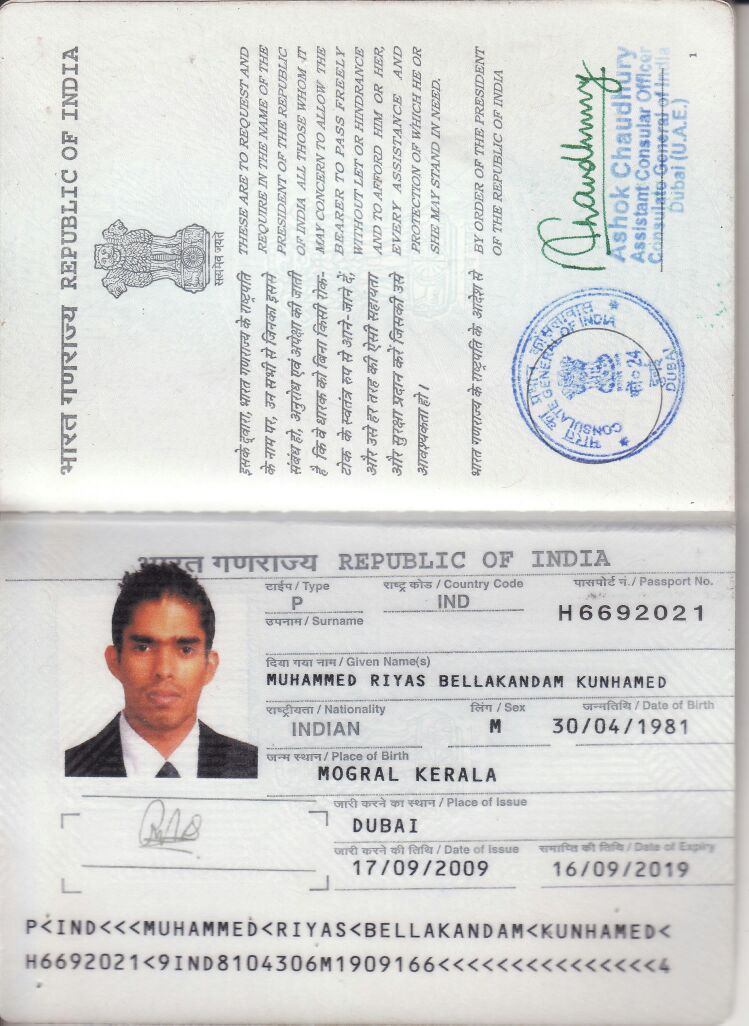 भारत गणराज्य REPUBLIC OF INDIA
सत्यमेव जयते
इसके द्वारा, भारत गणराज्य के राष्ट्रपति
के नाम पर, उन सभी से जिनका इससे
संबंध हो, अनुरोध एवं अपेक्षा की जाती
है कि वे धारक को बिना किसी रोक-
टोक के स्वतंत्र रुप से आने-जाने दें,
और उसे हर तरह की ऐसी सहायता
और सुरक्षा प्रदान करें जिसकी उसे
आवश्यकता हो।
भारत गणराज्य के राष्ट्रपति के आदेश से
THESE ARE TO REQUEST AND
REQUIRE IN THE NAME OF THE
PRESIDENT OF THE REPUBLIC
OF INDIA ALL THOSE WHOM IT
MAY CONCERN TO ALLOW THE
BEARER TO PASS FREELY
WITHOUT LET OR HINDRANCE
AND TO AFFORD HIM OR HER,
EVERY ASSISTANCE AND
PROTECTION OF WHICH HE OR
SHE MAY STAND IN NEED.
BY ORDER OF THE PRESIDENT
OF THE REPUBLIC OF INDIA
भारत का प्रधान कोंसलावास
CONSULATE GENERAL OF INDIA
24
दुबई
DUBAI
Chaudhury
Ashok Chaudhury
Assistant Consular Officer
Consulate General of India
Dubai (U.A.E.)
1
भारत गणराज्य REPUBLIC OF INDIA
टाईप / Type राष्ट्र कोड / Country Code पासपोर्ट नं. / Passport No.
P IND H6692021
उपनाम / Surname
दिया गया नाम / Given Name(s)
MUHAMMED RIYAS BELLAKANDAM KUNHAMED
राष्ट्रीयता / Nationality लिंग / Sex जन्मतिथि / Date of Birth
INDIAN M 30/04/1981
जन्म स्थान / Place of Birth
MOGRAL KERALA
जारी करने का स्थान / Place of Issue
DUBAI
जारी करने की तिथि / Date of Issue समाप्ति की तिथि / Date of Expiry
17/09/2009 16/09/2019
P<IND<<<MUHAMMED<RIYAS<BELLAKANDAM<KUNHAMED<
H6692021<9IND8104306M1909166<<<<<<<<<<<<<<<<4